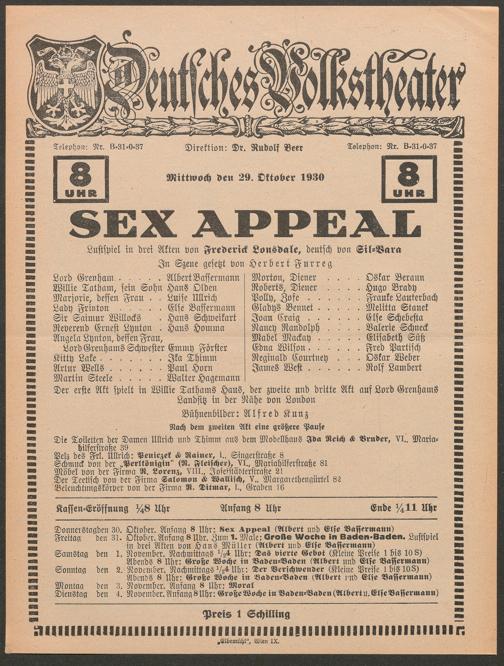 Deutsches Volkstheater
Telephon: Nr. B-31-0-37 Direktion: Dr. Rudolf Beer Telephon: Nr. B-31-0-37
8 UHR Mittwoch den 29. Oktober 1930 8 UHR
SEX APPEAL
Lustspiel in drei Akten von Frederick Lonsdale, deutsch von Sil-Vara
In Szene gesetzt von Herbert Furreg
Lord Grenham . . . . . Albert Bassermann
Willie Tatham, sein Sohn Hans Olden
Marjorie, dessen Frau . . Luise Ullrich
Lady Frinton . . . . . Else Bassermann
Sir Saimur Willocks . . Hans Schweikart
Reverend Ernest Lynton . Hans Homma
Angela Lynton, dessen Frau,
Lord Grenhams Schwester Emmy Förster
Kitty Lake . . . . . Ika Thimm
Artur Wells . . . . . Paul Horn
Martin Steele . . . . . Walter Hagemann
Morton, Diener . . . . . Oskar Beraun
Roberts, Diener . . . . . Hugo Brady
Polly, Zofe . . . . . Frauke Lauterbach
Gladys Bennet . . . . . Melitta Stanet
Joan Craig . . . . . Else Schebesta
Nancy Randolph . . . . . Valerie Schneck
Mabel Mackay . . . . . Elisabeth Süß
Edna Wilson . . . . . Fred Partisch
Reginald Courtney . . . . . Oskar Weber
James West . . . . . Rolf Lambert
Der erste Akt spielt in Willie Tathams Haus, der zweite und dritte Akt auf Lord Grenhams
Landsitz in der Nähe von London
Bühnenbilder: Alfred Kunz
Nach dem zweiten Akt eine größere Pause
Die Toiletten der Damen Ullrich und Thimm aus dem Modellhaus Ida Reich & Bruder, VI., Maria-
hilferstraße 39
Pelz des Frl. Ullrich: Penizek & Rainer, I., Singerstraße 8
Schmuck von der „Perlkönigin" (R. Fleischer), VI., Mariahilferstraße 81
Möbel von der Firma R. Lorenz, VIII., Josefstädterstraße 21
Der Teetisch von der Firma Salomon & Wallisch, V., Margaretengürtel 82
Beleuchtungskörper von der Firma R. Ditmar, I., Graben 16
Kassen-Eröffnung ½8 Uhr Anfang 8 Uhr Ende ¼11 Uhr
Donnerstag den 30. Oktober. Anfang 8 Uhr: Sex Appeal (Albert und Else Bassermann)
Freitag den 31. Oktober. Anfang 8 Uhr. Zum 1. Male: Große Woche in Baden-Baden. Lustspiel
in drei Akten von Hans Müller (Albert und Else Bassermann)
Samstag den 1. November. Nachmittags ¼4 Uhr: Das vierte Gebot (Kleine Preise 1 bis 10 S)
Abends 8 Uhr: Große Woche in Baden-Baden (Albert und Else Bassermann)
Sonntag den 2. November. Nachmittags ¼4 Uhr: Der Verschwender (Kleine Preise 1 bis 10 S)
Abends 8 Uhr: Große Woche in Baden-Baden (Albert und Else Bassermann)
Montag den 3. November. Anfang 8 Uhr: Moral
Dienstag den 4. November. Anfang 8 Uhr: Große Woche in Baden-Baden (Albert u. Else Bassermann)
Preis 1 Schilling
„Elbemühl", Wien IX.